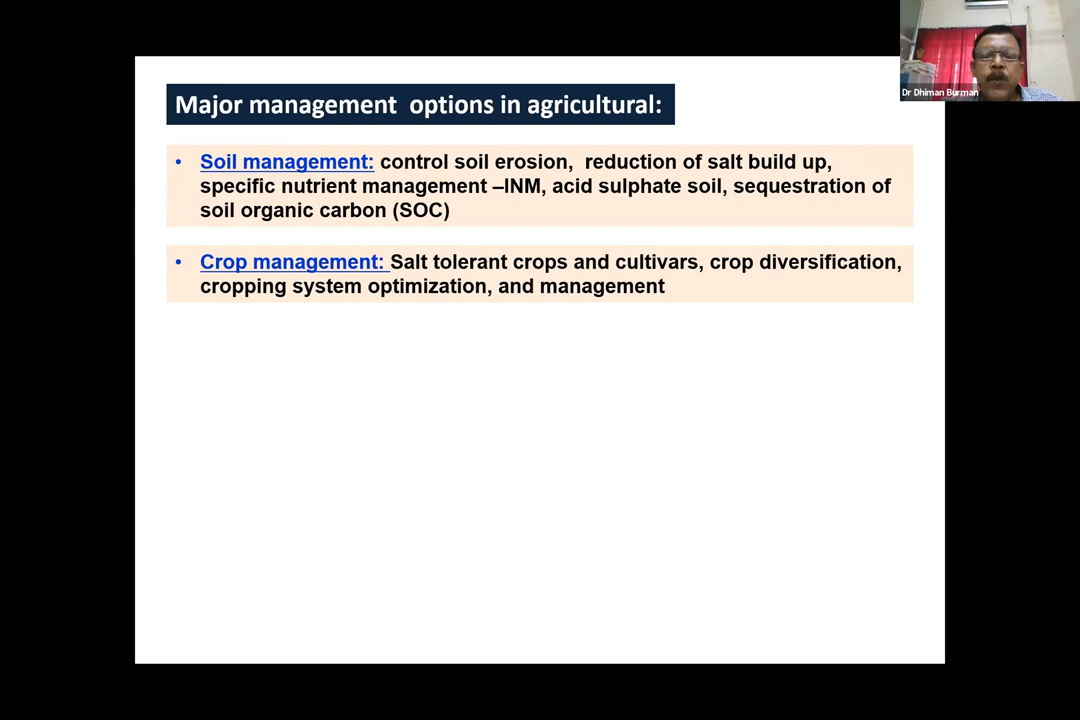 Major management  options in agricultural:
• Soil management: control soil erosion,  reduction of salt build up,
specific nutrient management –INM, acid sulphate soil, sequestration of
soil organic carbon (SOC)
• Crop management: Salt tolerant crops and cultivars, crop diversification,
cropping system optimization, and management
Dr Dhiman Burman